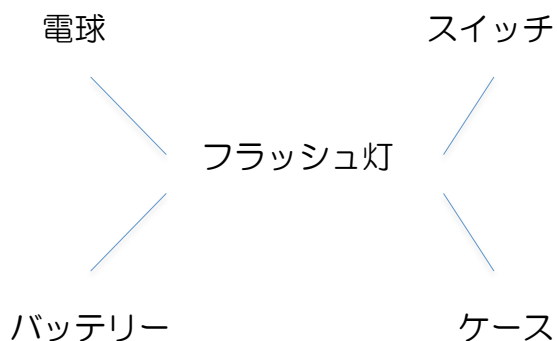 電球
スイッチ
フラッシュ灯
バッテリー
ケース